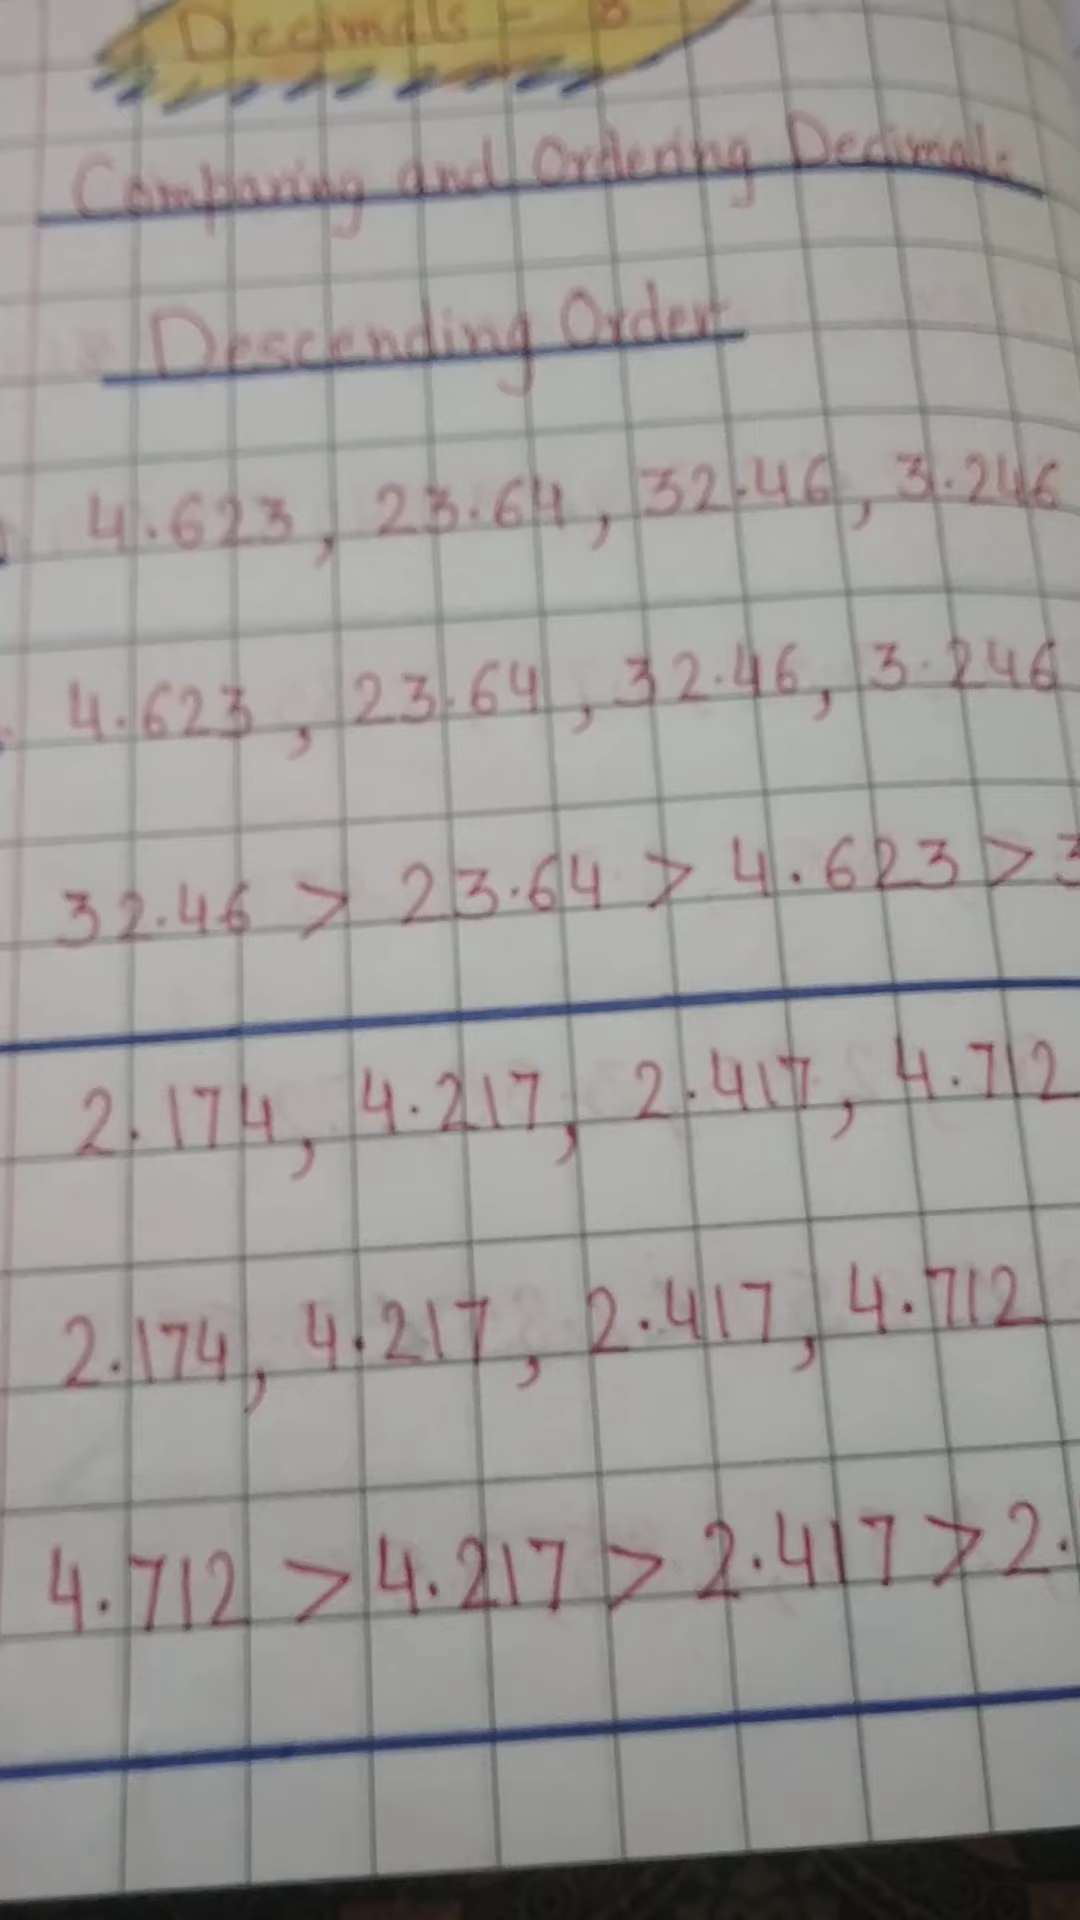 Decimals - 8
Comparing and Ordering Decimals
Descending Order
4.623, 23.64, 32.46, 3.246
4.623, 23.64, 32.46, 3.246
32.46 > 23.64 > 4.623 > 3
2.174, 4.217, 2.417, 4.712
2.174, 4.217, 2.417, 4.712
4.712 > 4.217 > 2.417 > 2.